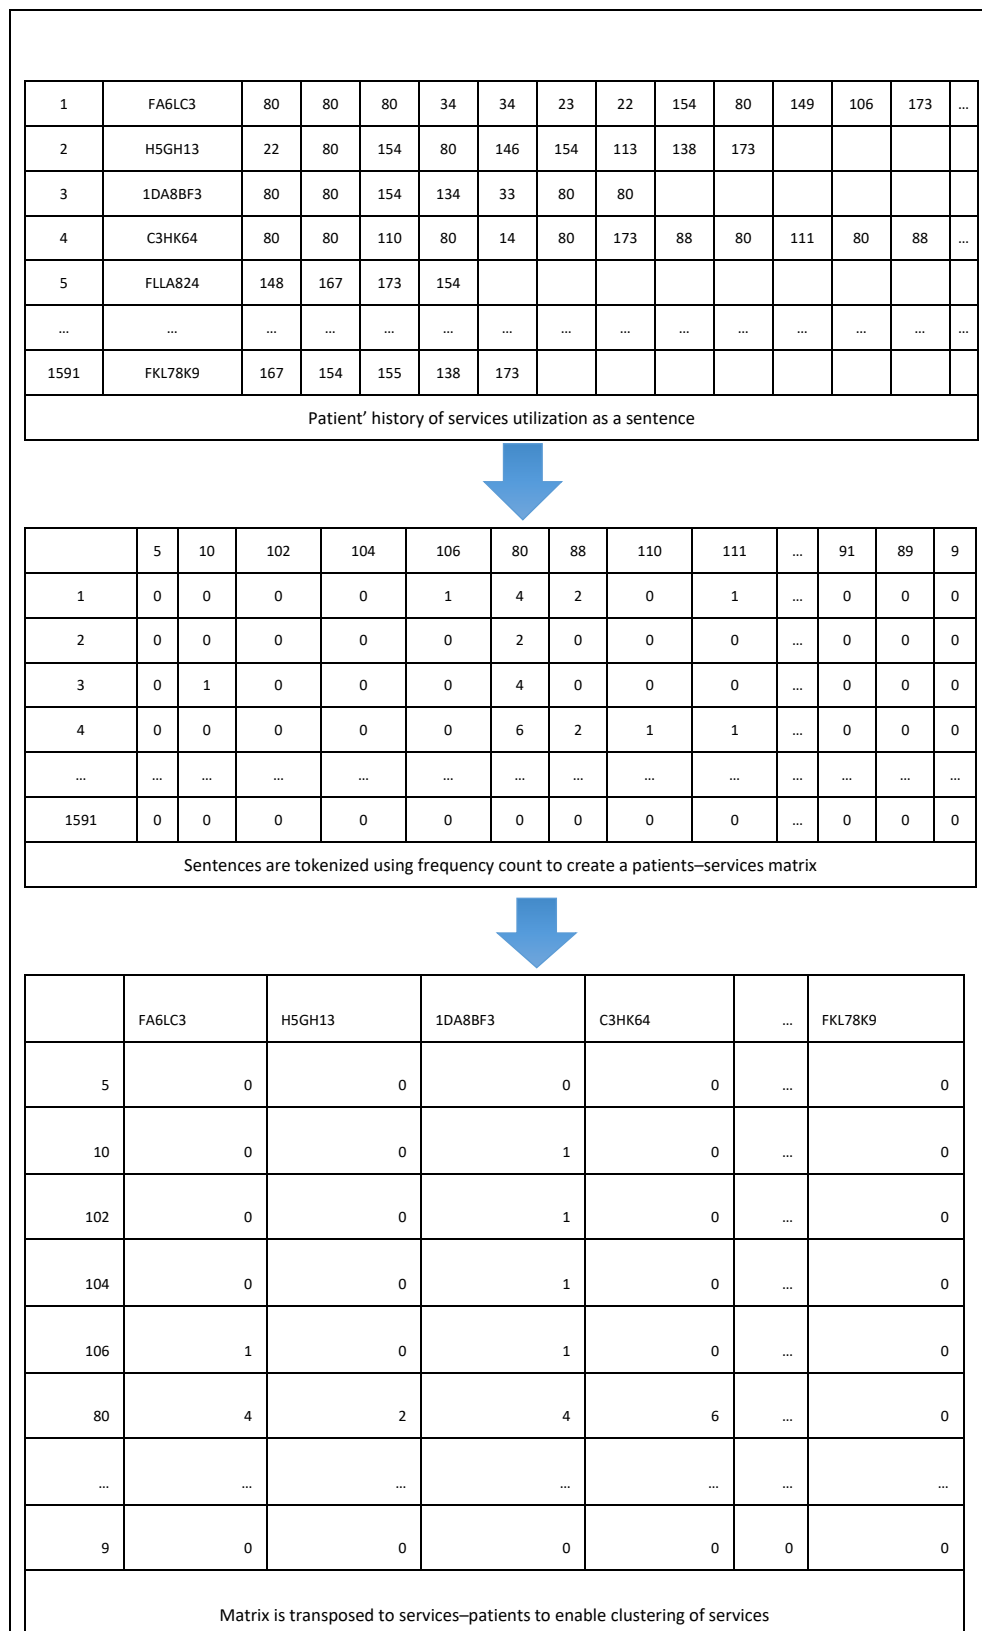 1 FA6LC3 80 80 80 34 34 23 22 154 80 149 106 173 ...
2 H5GH13 22 80 154 80 146 154 113 138 173
3 1DA8BF3 80 80 154 134 33 80 80
4 C3HK64 80 80 110 80 14 80 173 88 80 111 80 88 ...
5 FLLA824 148 167 173 154
... ... ... ... ... ... ... ... ... ... ... ... ... ... ...
1591 FKL78K9 167 154 155 138 173
Patient’ history of services utilization as a sentence
5 10 102 104 106 80 88 110 111 ... 91 89 9
1 0 0 0 0 1 4 2 0 1 ... 0 0 0
2 0 0 0 0 0 2 0 0 0 ... 0 0 0
3 0 1 0 0 0 4 0 0 0 ... 0 0 0
4 0 0 0 0 0 6 2 1 1 ... 0 0 0
... ... ... ... ... ... ... ... ... ... ... ... ... ...
1591 0 0 0 0 0 0 0 0 0 ... 0 0 0
Sentences are tokenized using frequency count to create a patients–services matrix
FA6LC3 H5GH13 1DA8BF3 C3HK64 ... FKL78K9
5 0 0 0 0 ... 0
10 0 0 1 0 ... 0
102 0 0 1 0 ... 0
104 0 0 1 0 ... 0
106 1 0 1 0 ... 0
80 4 2 4 6 ... 0
... ... ... ... ... ... ...
9 0 0 0 0 0 0
Matrix is transposed to services–patients to enable clustering of services